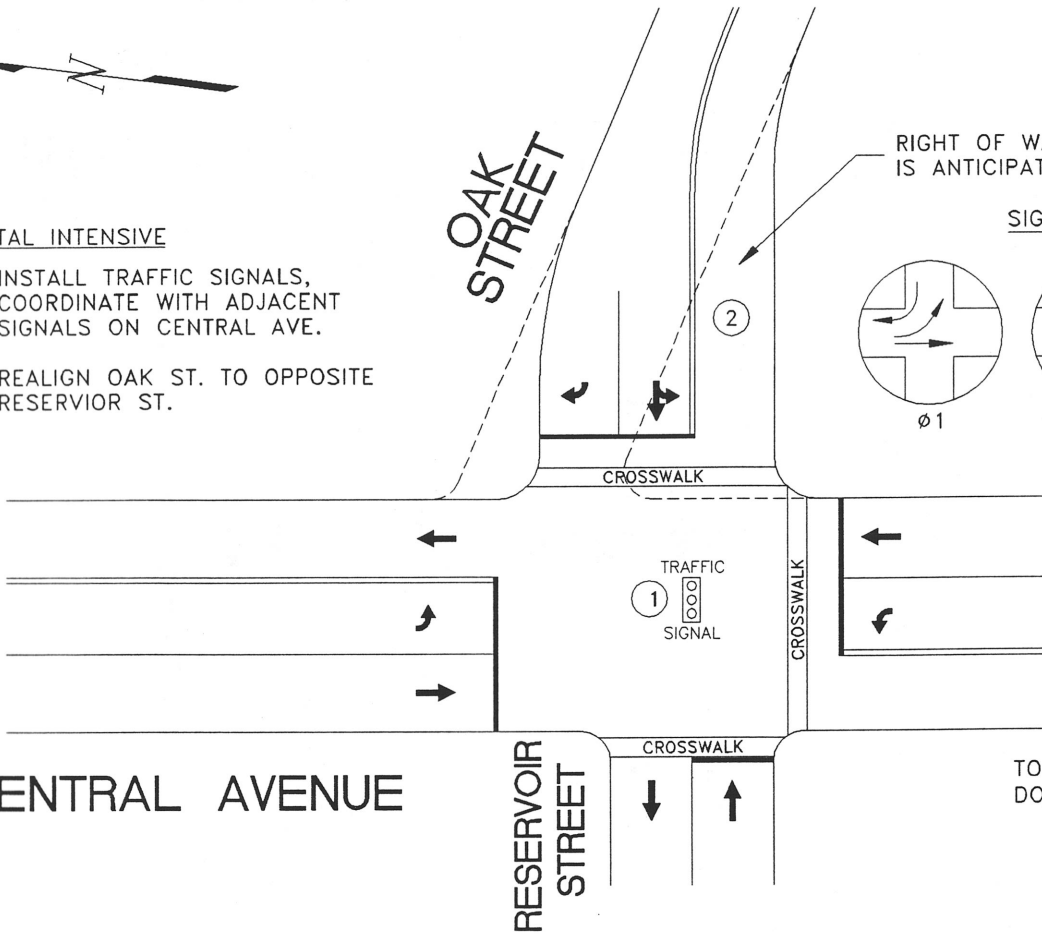 N
OAK
STREET
RIGHT OF W
IS ANTICIPAT
SIG
TAL INTENSIVE
INSTALL TRAFFIC SIGNALS,
COORDINATE WITH ADJACENT
SIGNALS ON CENTRAL AVE.
REALIGN OAK ST. TO OPPOSITE
RESERVIOR ST.
2
ø1
CROSSWALK
TRAFFIC
1
SIGNAL
CROSSWALK
CROSSWALK
ENTRAL AVENUE
RESERVOIR
STREET
TO
DO